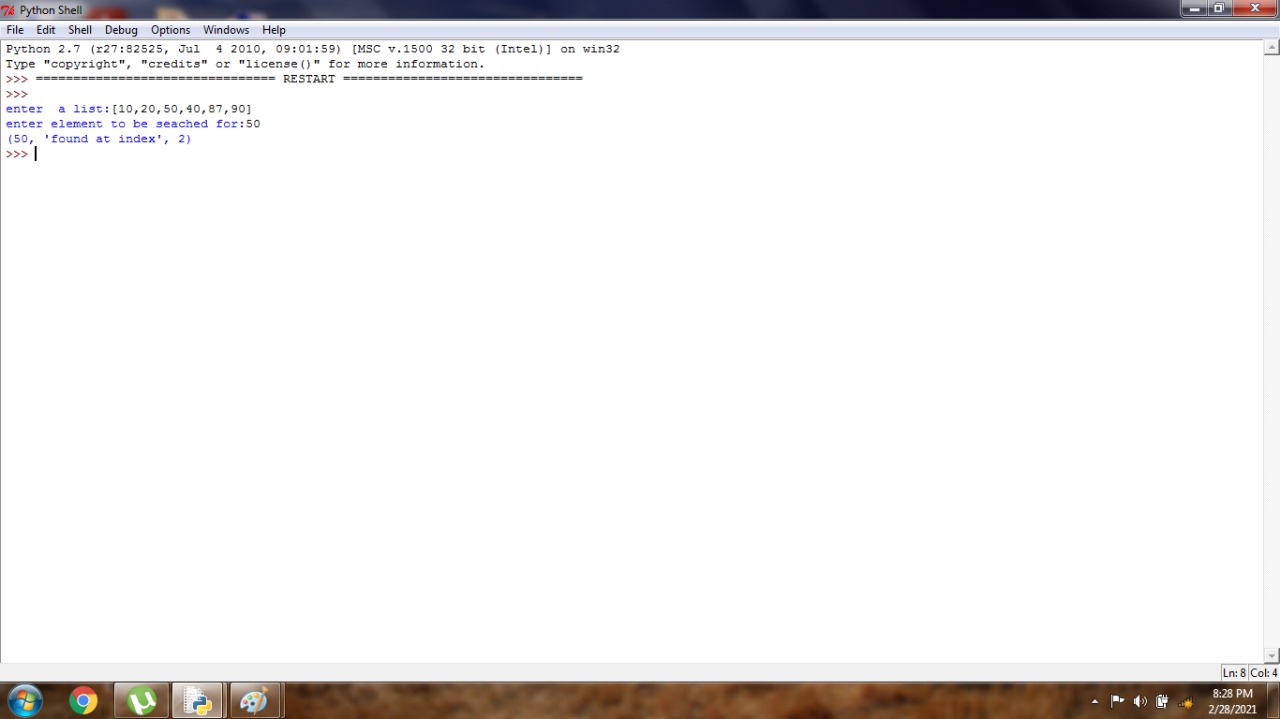 Python Shell
File Edit Shell Debug Options Windows Help
Python 2.7 (r27:82525, Jul  4 2010, 09:01:59) [MSC v.1500 32 bit (Intel)] on win32
Type "copyright", "credits" or "license()" for more information.
>>> ================================ RESTART ================================
>>>
enter  a list:[10,20,50,40,87,90]
enter element to be seached for:50
(50, 'found at index', 2)
>>>
Ln: 8 Col: 4
8:28 PM
2/28/2021